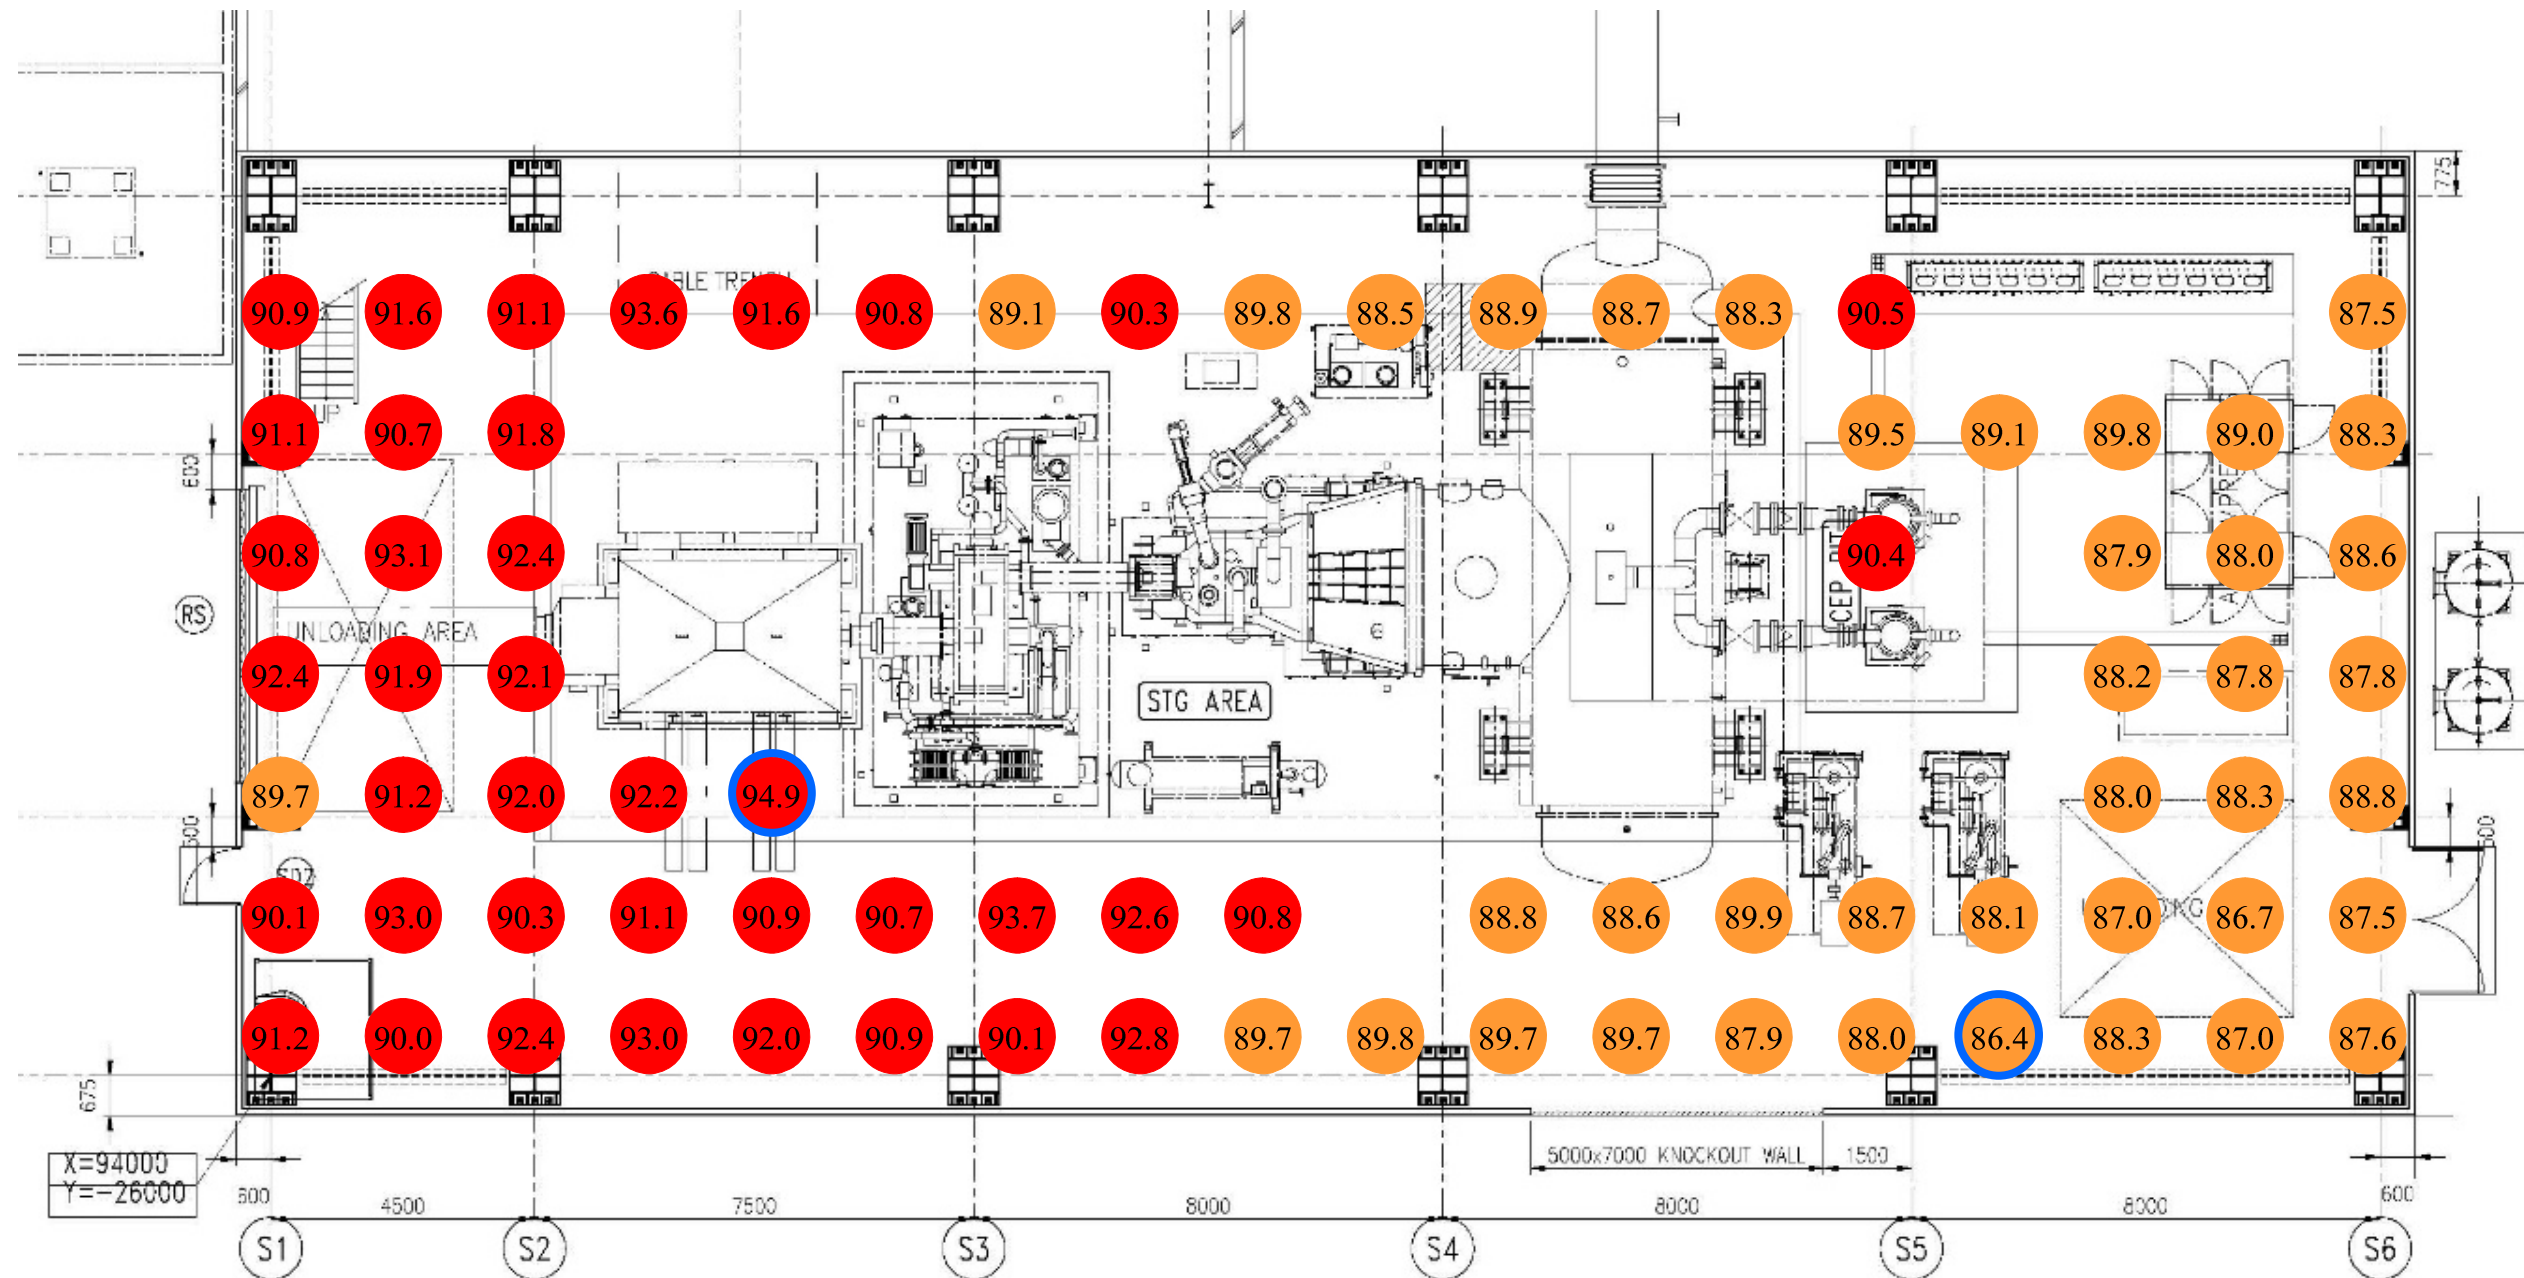 775
CABLE TRENCH
90.9 91.6 91.1 93.6 91.6 90.8 89.1 90.3 89.8 88.5 88.9 88.7 88.3 90.5 87.5
UP
91.1 90.7 91.8 89.5 89.1 89.8 89.0 88.3
600
90.8 93.1 92.4 90.4 87.9 88.0 88.6
CEP PIT
RS
UNLOADING AREA
92.4 91.9 92.1 88.2 87.8 87.8
STG AREA
89.7 91.2 92.0 92.2 94.9 88.0 88.3 88.8
SD2
90.1 93.0 90.3 91.1 90.9 90.7 93.7 92.6 90.8 88.8 88.6 89.9 88.7 88.1 87.0 86.7 87.5
91.2 90.0 92.4 93.0 92.0 90.9 90.1 92.8 89.7 89.8 89.7 89.7 87.9 88.0 86.4 88.3 87.0 87.6
675
5000x7000 KNOCKOUT WALL 1500
X=94000
Y=-26000
600 4500 7500 8000 8000 8000 600
S1 S2 S3 S4 S5 S6